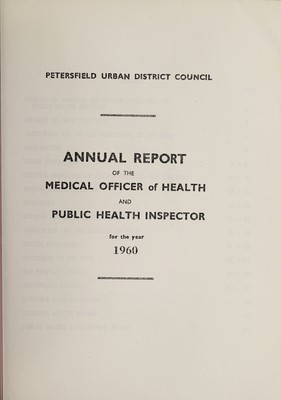 PETERSFIELD URBAN DISTRICT COUNCIL
ANNUAL REPORT
OF THE
MEDICAL OFFICER of HEALTH
AND
PUBLIC HEALTH INSPECTOR
for the year
1960